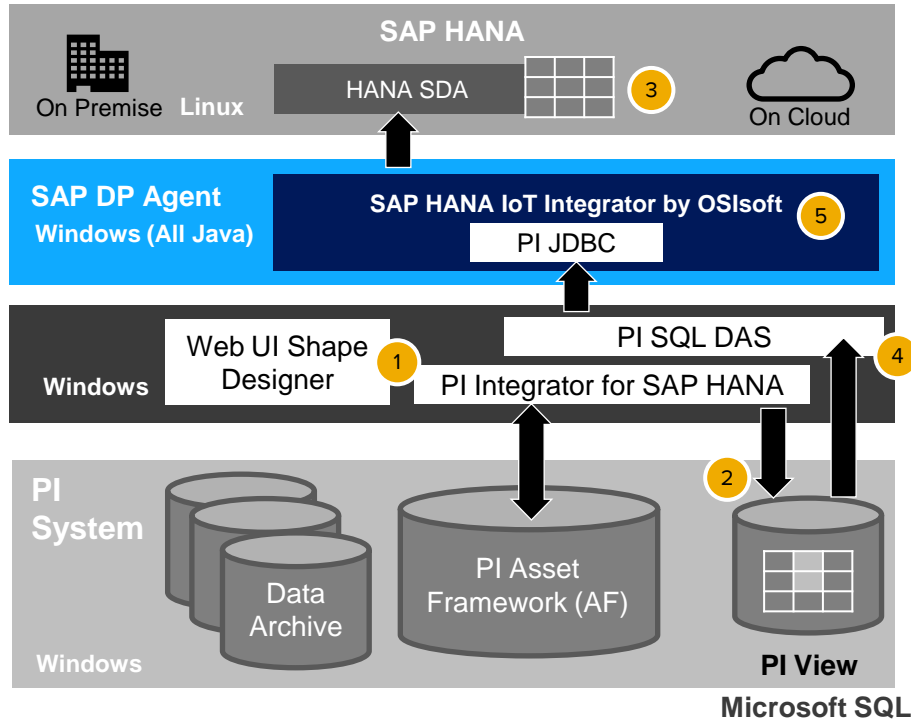 SAP HANA
On Premise
Linux
HANA SDA
3
On Cloud
SAP DP Agent
Windows (All Java)
SAP HANA IoT Integrator by OSIsoft
5
PI JDBC
Web UI Shape
Designer
1
PI SQL DAS
4
Windows
PI Integrator for SAP HANA
2
PI
System
Data
Archive
PI Asset
Framework (AF)
Windows
PI View
Microsoft SQL